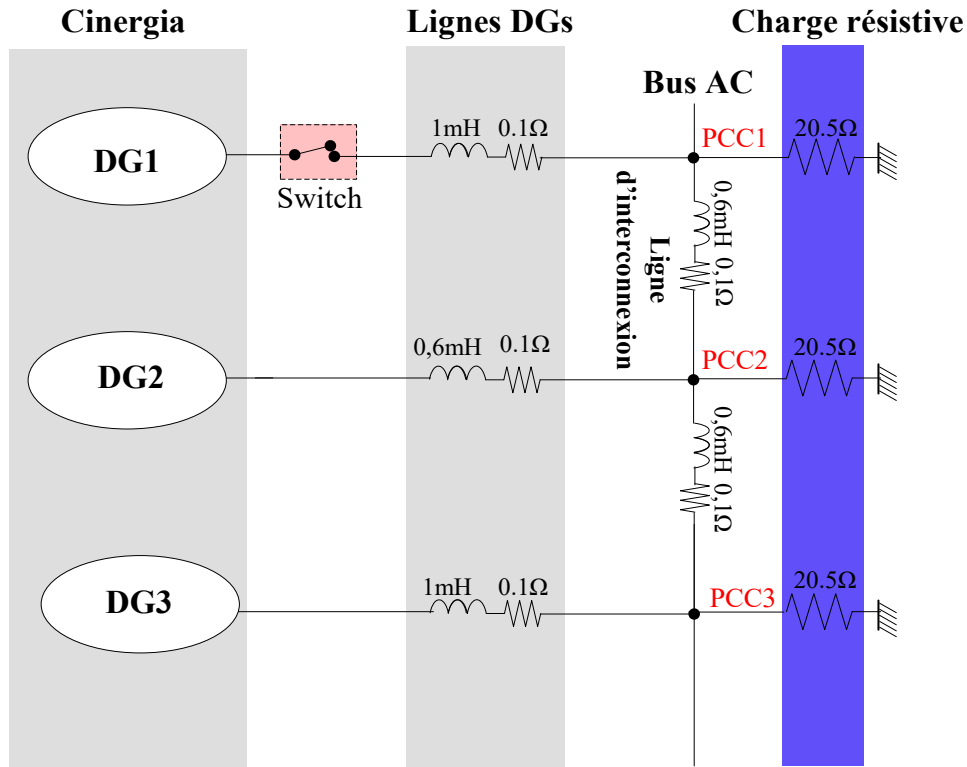 Cinergia
Lignes DGs
Charge résistive
Bus AC
DG1
Switch
1mH
0.1Ω
PCC1
20.5Ω
0,6mH 0,1Ω
Ligne
d’interconnexion
DG2
0,6mH
0.1Ω
PCC2
20.5Ω
0,6mH 0,1Ω
DG3
1mH
0.1Ω
PCC3
20.5Ω